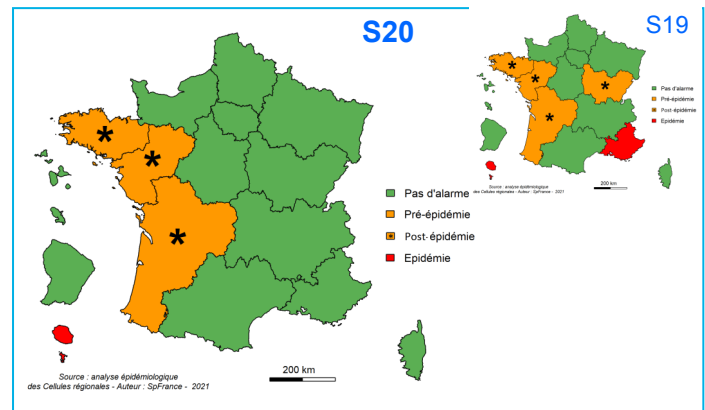 S20
S19
Pas d'alarme
Pré-épidémie
* Post-épidémie
Epidémie
200 km
Source : analyse épidémiologique
des Cellules régionales - Auteur : SpFrance - 2021
Pas d'alarme
Pré-épidémie
Post-épidémie
Epidémie
200 km
Source : analyse épidémiologique
des Cellules régionales - Auteur : SpFrance - 2021